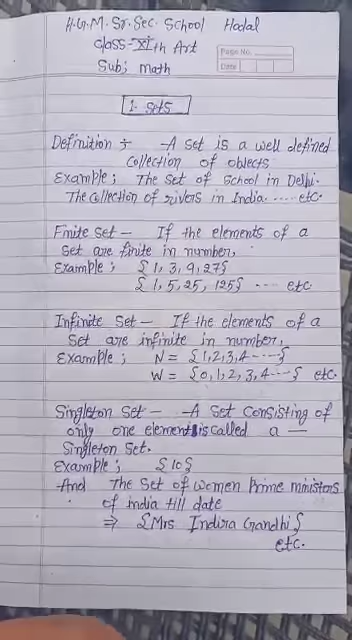 H.G.M. Sr. Sec. School Hodal
Class-XIth Art
Page No.
Date
Sub; math
1. Sets
Definition ÷ -A set is a well defined
collection of objects
Example; The set of School in Delhi.
The collection of rivers in India..... etc.
Finite set - If the elements of a
set are finite in number.
Example; {1, 3, 9, 27}
{1, 5, 25, 125} .... etc
Infinite Set - If the elements of a
set are infinite in number.
Example; N = {1,2,3,4----}
W = {0,1,2,3,4---} etc.
Singleton Set - -A set consisting of
only one element is called a —
Singleton Set.
Example; {10}
-And The set of women Prime ministers
of india till date
⇒ {Mrs Indira Gandhi}
etc.